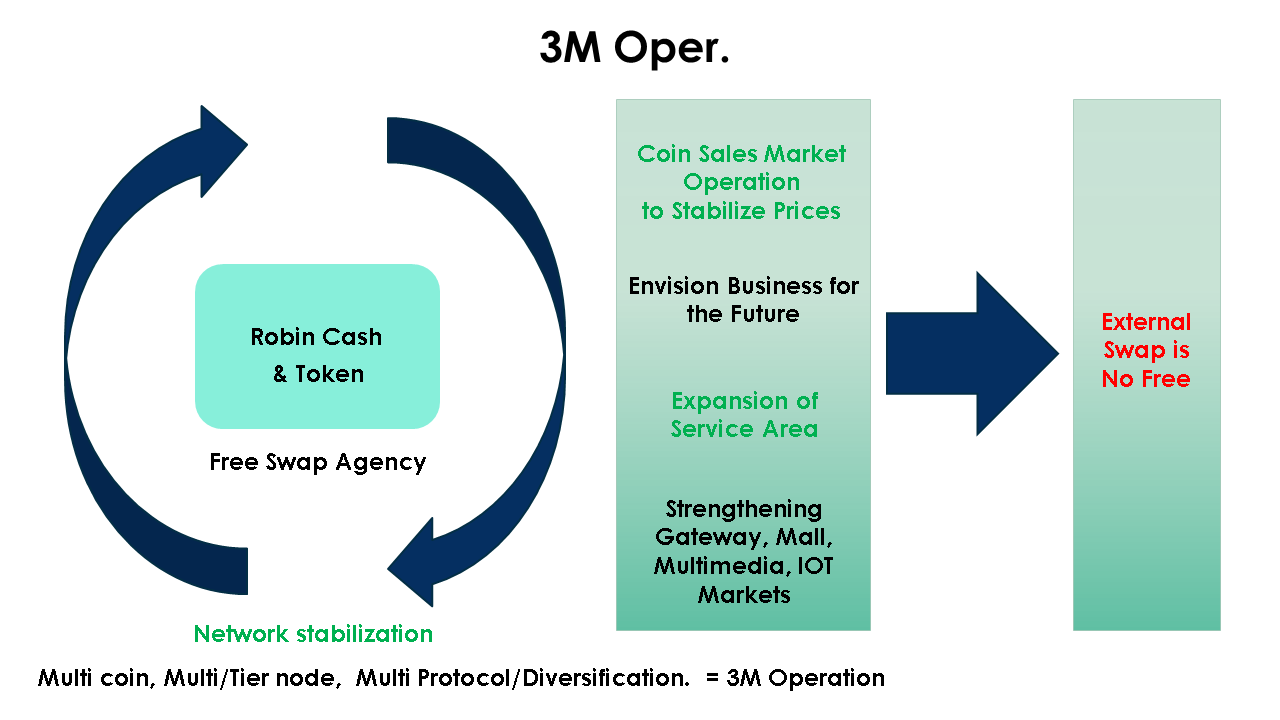 3M Oper.
Robin Cash
& Token
Free Swap Agency
Network stabilization
Coin Sales Market
Operation
to Stabilize Prices
Envision Business for
the Future
Expansion of
Service Area
Strengthening
Gateway, Mall,
Multimedia, IOT
Markets
External
Swap is
No Free
Multi coin, Multi/Tier node,  Multi Protocol/Diversification.  = 3M Operation